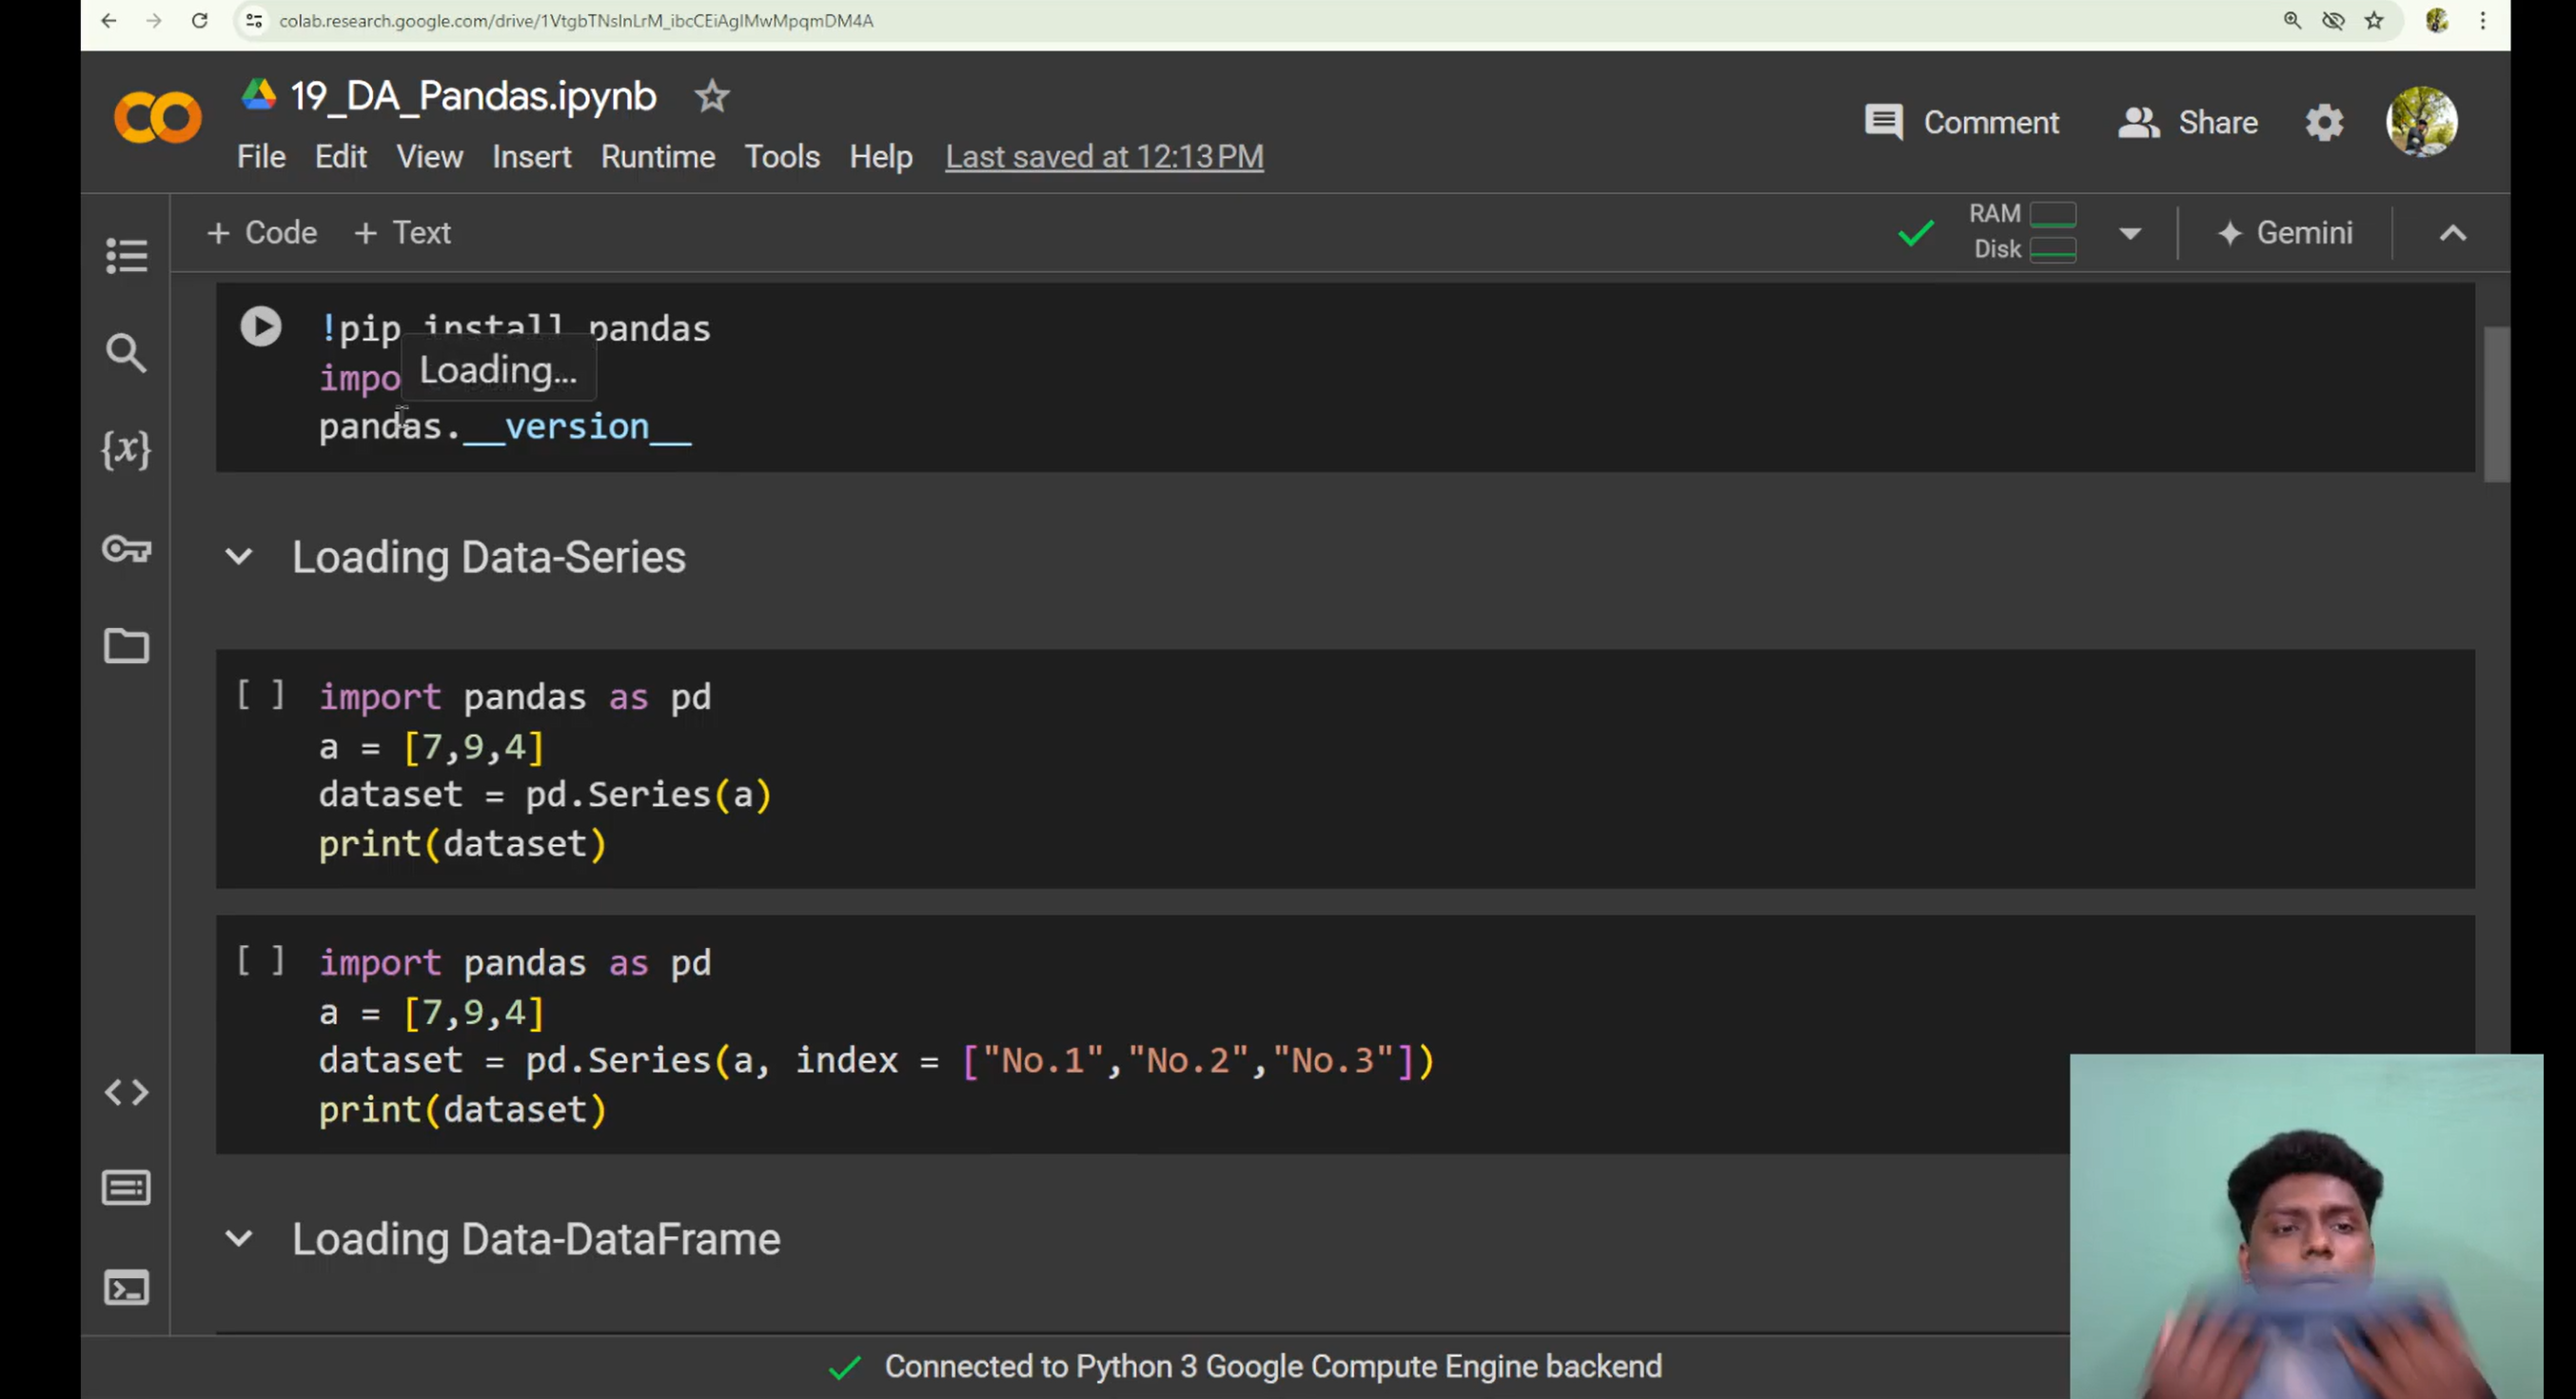 colab.research.google.com/drive/1VtgbTNsInLrM_ibcCEiAgIMwMpqmDM4A
19_DA_Pandas.ipynb
Comment Share
File Edit View Insert Runtime Tools Help Last saved at 12:13 PM
+ Code + Text
RAM
Disk
Gemini
!pip install pandas
impo
Loading...
pandas.__version__
Loading Data-Series
[ ] import pandas as pd
a = [7,9,4]
dataset = pd.Series(a)
print(dataset)
[ ] import pandas as pd
a = [7,9,4]
dataset = pd.Series(a, index = ["No.1","No.2","No.3"])
print(dataset)
Loading Data-DataFrame
Connected to Python 3 Google Compute Engine backend